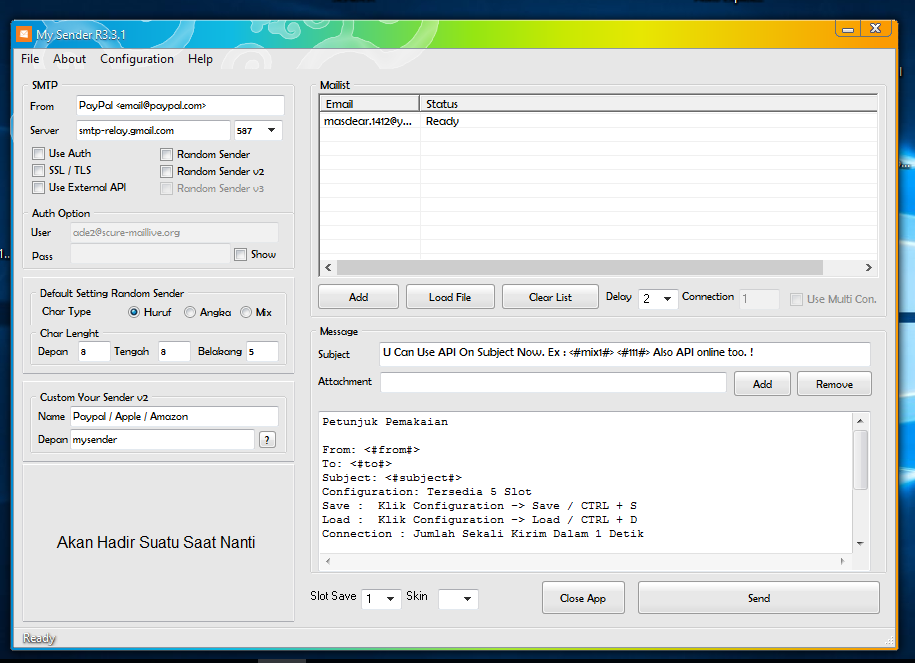 My Sender R3.3.1
File About Configuration Help
SMTP
From PayPal <email@paypal.com>
Server smtp-relay.gmail.com 587
Use Auth Random Sender
SSL / TLS Random Sender v2
Use External API Random Sender v3
Auth Option
User ade2@scure-maillive.org
Pass Show
Default Setting Random Sender
Char Type Huruf Angka Mix
Char Lenght
Depan 8 Tengah 8 Belakang 5
Custom Your Sender v2
Name Paypal / Apple / Amazon
Depan mysender ?
Akan Hadir Suatu Saat Nanti
Mailist
Email Status
masdear.1412@y... Ready
Add Load File Clear List Delay 2 Connection 1 Use Multi Con.
Message
Subject U Can Use API On Subject Now. Ex : <#mix1#> <#111#> Also API online too. !
Attachment Add Remove
Petunjuk Pemakaian
From: <#from#>
To: <#to#>
Subject: <#subject#>
Configuration: Tersedia 5 Slot
Save : Klik Configuration -> Save / CTRL + S
Load : Klik Configuration -> Load / CTRL + D
Connection : Jumlah Sekali Kirim Dalam 1 Detik
Slot Save 1 Skin Close App Send
Ready